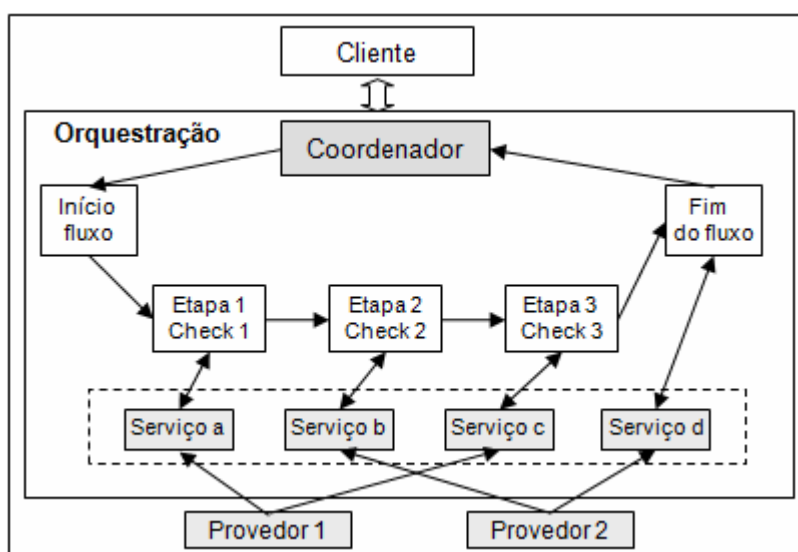 Cliente
Orquestração
Coordenador
Início
fluxo
Fim
do fluxo
Etapa 1
Check 1
Etapa 2
Check 2
Etapa 3
Check 3
Serviço a
Serviço b
Serviço c
Serviço d
Provedor 1
Provedor 2